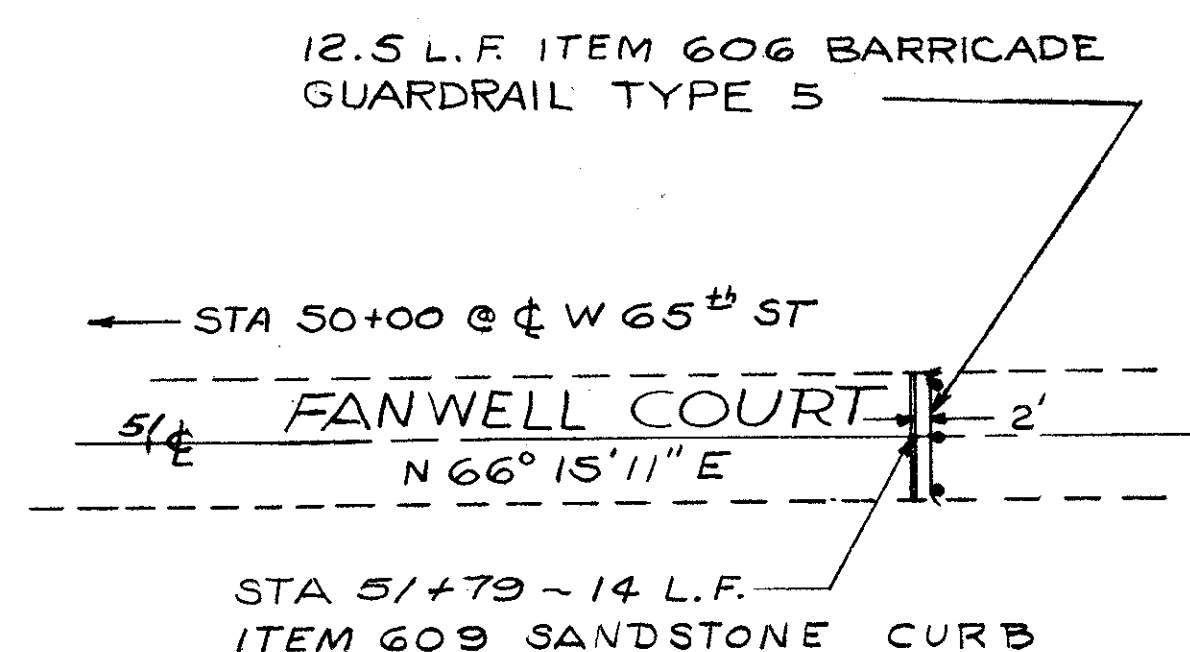 12.5 L.F. ITEM 606 BARRICADE
GUARDRAIL TYPE 5
STA 50+00 @ ℄ W 65th ST
FANWELL COURT
2'
51 ℄
N 66° 15' 11" E
STA 51+79 ~ 14 L.F.
ITEM 609 SANDSTONE CURB